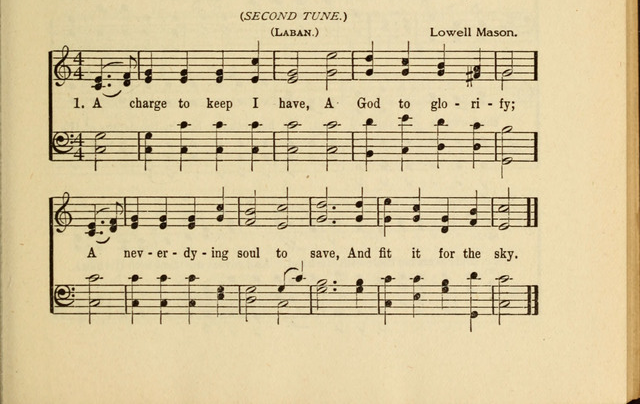 (SECOND TUNE.)
(LABAN.) Lowell Mason.
1. A charge to keep I have, A God to glo - ri - fy;
A nev - er - dy - ing soul to save, And fit it for the sky.